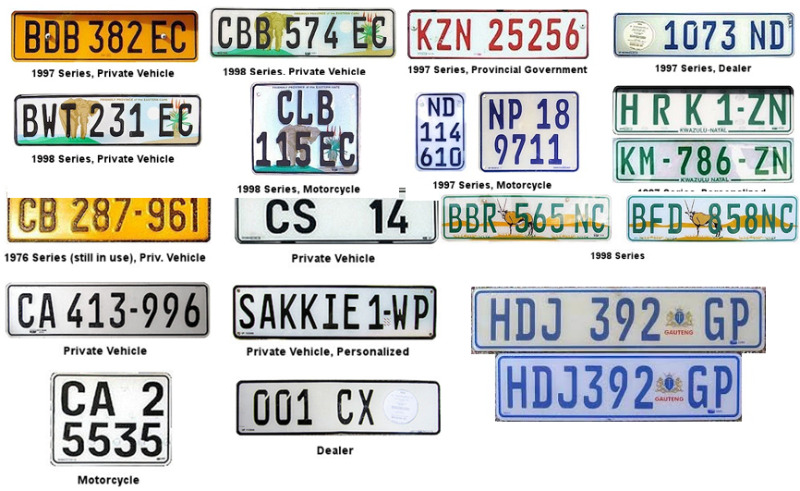 BDB 382 EC
1997 Series, Private Vehicle
CBB 574 EC
1998 Series. Private Vehicle
KZN 25256
1997 Series, Provincial Government
1073 ND
1997 Series, Dealer
BWT 231 EC
1998 Series, Private Vehicle
CLB
115 EC
1998 Series, Motorcycle
ND
114
610
NP 18
9711
1997 Series, Motorcycle
H R K 1-ZN
KWAZULU-NATAL
KM-786-ZN
KWAZULU NATAL
CB 287-961
1976 Series (still in use), Priv. Vehicle
CS 14
Private Vehicle
BBR 565 NC
BFD 858NC
1998 Series
CA 413-996
Private Vehicle
SAKKIE 1-WP
Private Vehicle, Personalized
HDJ 392 GP
GAUTENG
HDJ392 GP
GAUTENG
CA 2
5535
Motorcycle
001 CX
Dealer